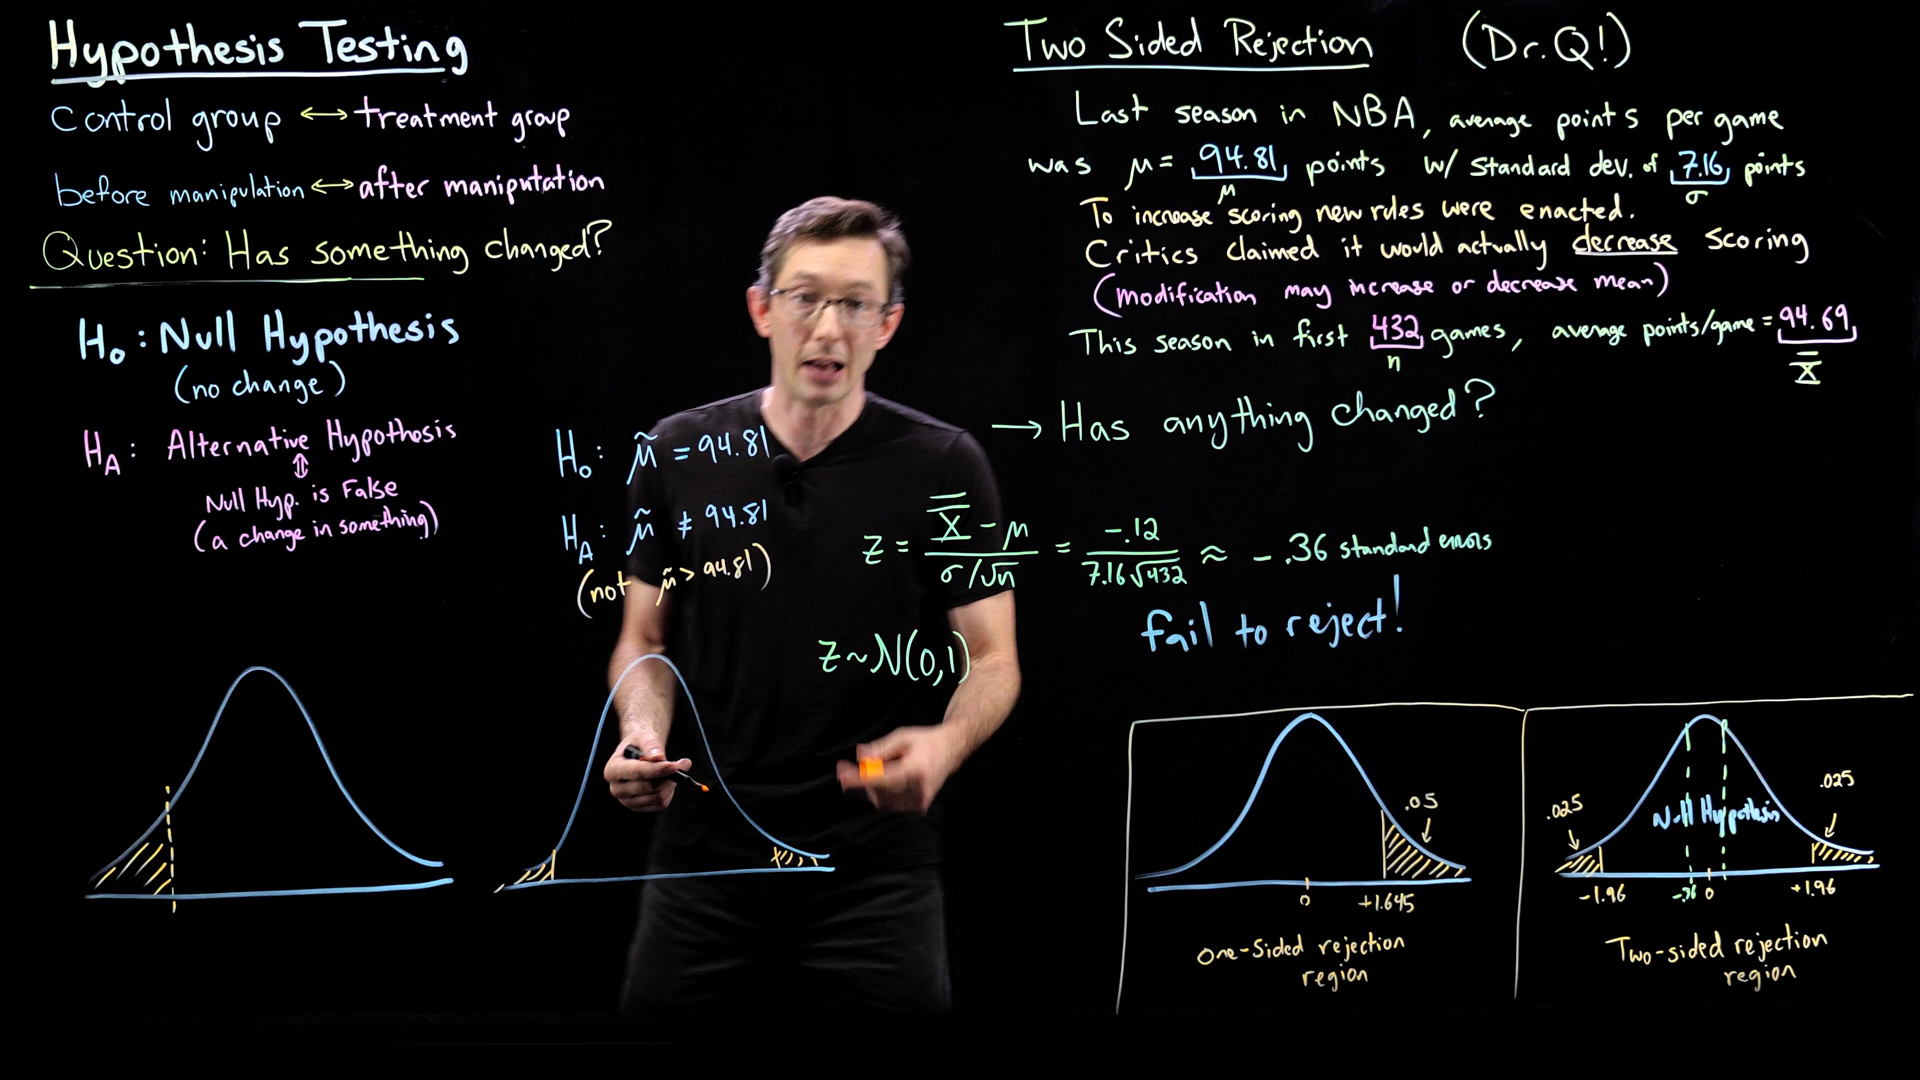 Hypothesis Testing
Control group ↔ treatment group
before manipulation ↔ after manipulation
Question: Has something changed?
H₀: Null Hypothesis
(no change)
H_A: Alternative Hypothesis
⇕
Null Hyp. is False
(a change in something)
H₀: μ̃ = 94.81
H_A: μ̃ ≠ 94.81
(not μ̃ > 94.81)
Two Sided Rejection (Dr.Q!)
Last season in NBA, average points per game
was μ = 94.81 points w/ standard dev. of 7.16 points
μ σ
To increase scoring new rules were enacted.
Critics claimed it would actually decrease scoring
(modification may increase or decrease mean)
This season in first 432 games, average points/game = 94.69
n X̿
→ Has anything changed?
z = (X̿ - μ)/(σ/√n) = -.12/(7.16√432) ≈ -.36 standard errors
fail to reject!
z~N(0,1)
.05
0 +1.645
One-Sided rejection
region
.025
.025
Null Hypothesis
-1.96 -.36 0 +1.96
Two-sided rejection
region